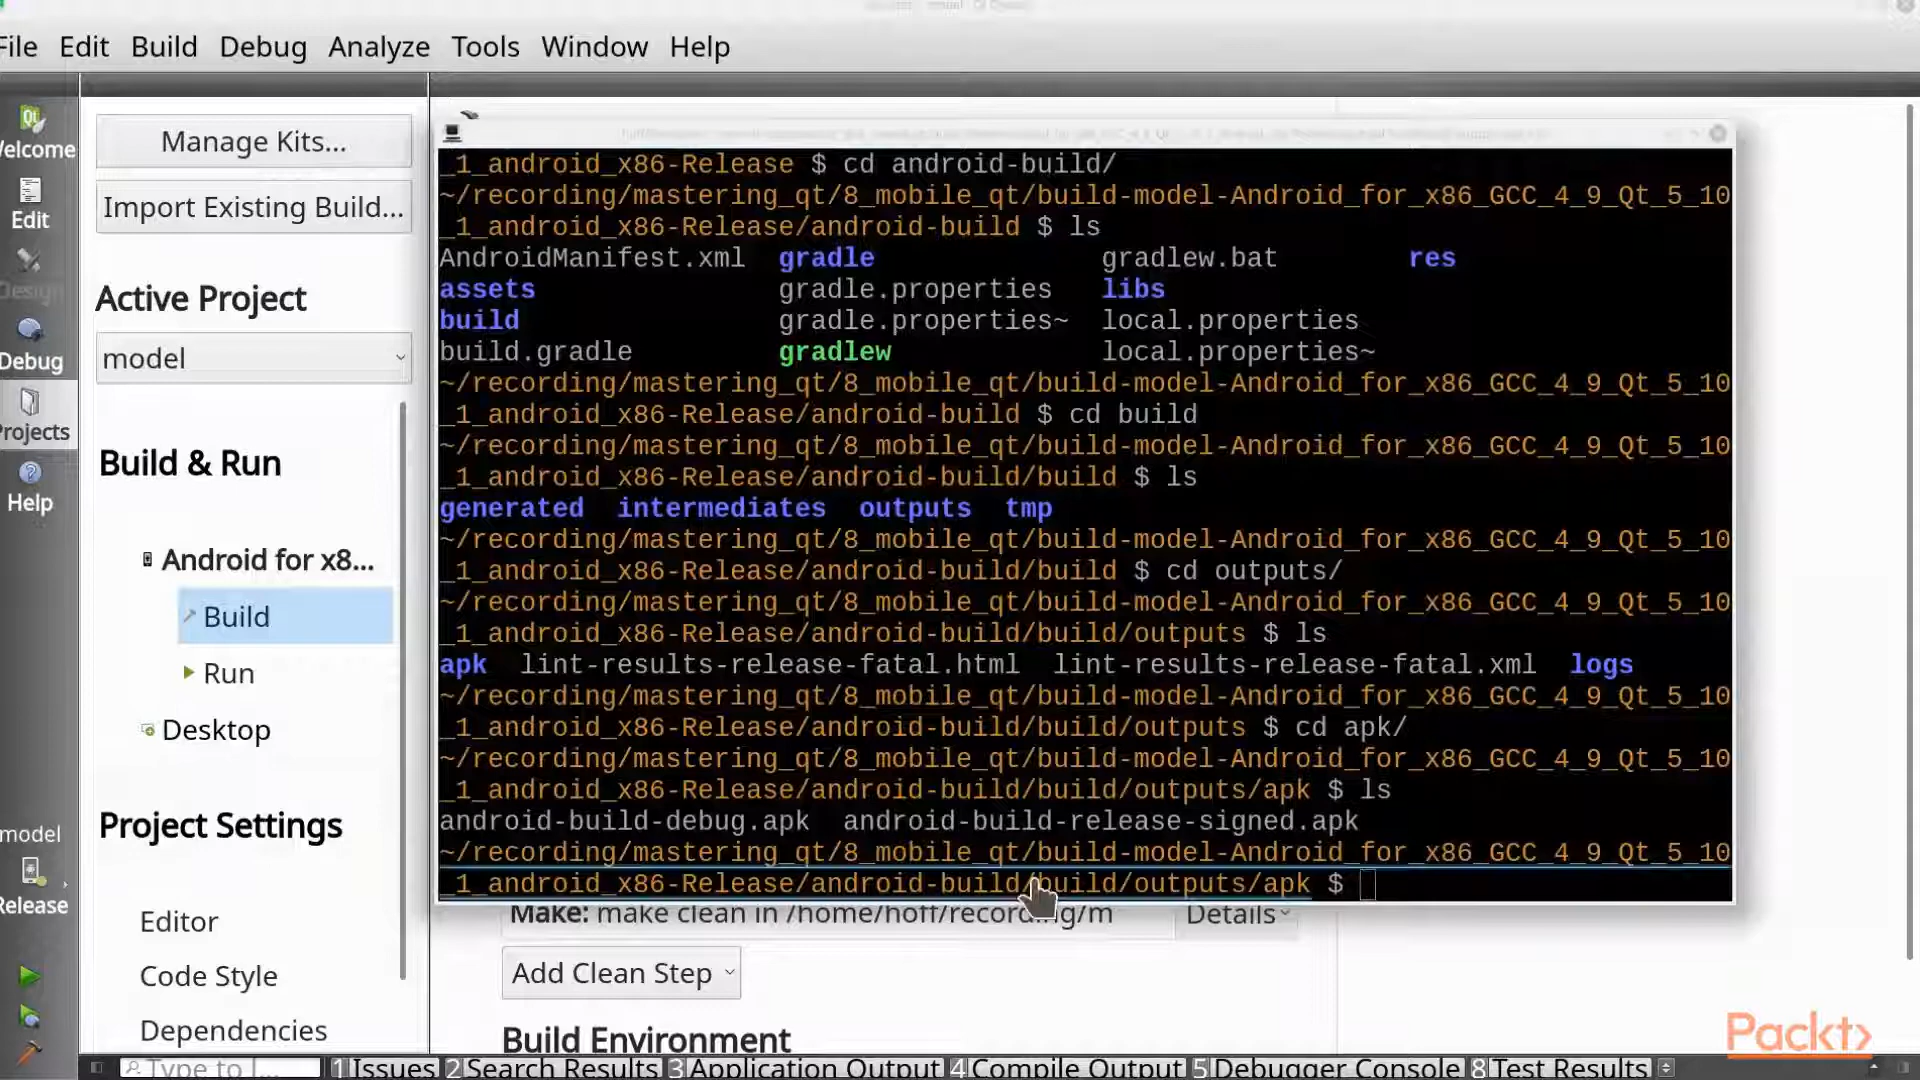 File Edit Build Debug Analyze Tools Window Help
Welcome
Edit
Design
Debug
Projects
Help
model
Release
Manage Kits...
Import Existing Build...
Active Project
model
Build & Run
Android for x8...
Build
Run
Desktop
Project Settings
Editor
Code Style
Dependencies
_1_android_x86-Release $ cd android-build/
~/recording/mastering_qt/8_mobile_qt/build-model-Android_for_x86_GCC_4_9_Qt_5_10
_1_android_x86-Release/android-build $ ls
AndroidManifest.xml gradle gradlew.bat res
assets gradle.properties libs
build gradle.properties~ local.properties
build.gradle gradlew local.properties~
~/recording/mastering_qt/8_mobile_qt/build-model-Android_for_x86_GCC_4_9_Qt_5_10
_1_android_x86-Release/android-build $ cd build
~/recording/mastering_qt/8_mobile_qt/build-model-Android_for_x86_GCC_4_9_Qt_5_10
_1_android_x86-Release/android-build/build $ ls
generated intermediates outputs tmp
~/recording/mastering_qt/8_mobile_qt/build-model-Android_for_x86_GCC_4_9_Qt_5_10
_1_android_x86-Release/android-build/build $ cd outputs/
~/recording/mastering_qt/8_mobile_qt/build-model-Android_for_x86_GCC_4_9_Qt_5_10
_1_android_x86-Release/android-build/build/outputs $ ls
apk lint-results-release-fatal.html lint-results-release-fatal.xml logs
~/recording/mastering_qt/8_mobile_qt/build-model-Android_for_x86_GCC_4_9_Qt_5_10
_1_android_x86-Release/android-build/build/outputs $ cd apk/
~/recording/mastering_qt/8_mobile_qt/build-model-Android_for_x86_GCC_4_9_Qt_5_10
_1_android_x86-Release/android-build/build/outputs/apk $ ls
android-build-debug.apk android-build-release-signed.apk
~/recording/mastering_qt/8_mobile_qt/build-model-Android_for_x86_GCC_4_9_Qt_5_10
_1_android_x86-Release/android-build/build/outputs/apk $
Make: make clean in /home/hoff/recording/m Details
Add Clean Step
Build Environment
Packt>
Type to l... 1 Issues 2 Search Results 3 Application Output 4 Compile Output 5 Debugger Console 8 Test Results